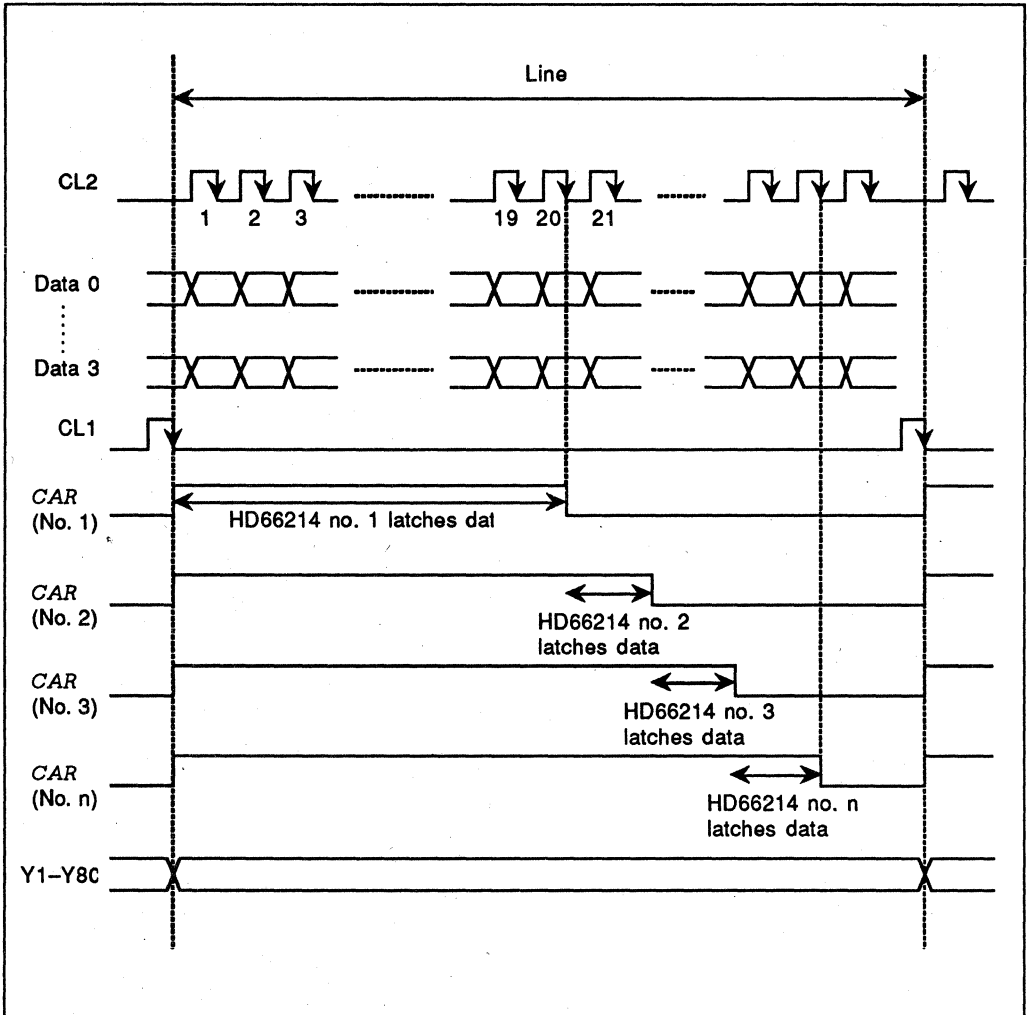 Line
CL2
1 2 3 19 20 21
Data 0
Data 3
CL1
CAR
(No. 1)
HD66214 no. 1 latches dat
CAR
(No. 2)
HD66214 no. 2
latches data
CAR
(No. 3)
HD66214 no. 3
latches data
CAR
(No. n)
HD66214 no. n
latches data
Y1–Y80